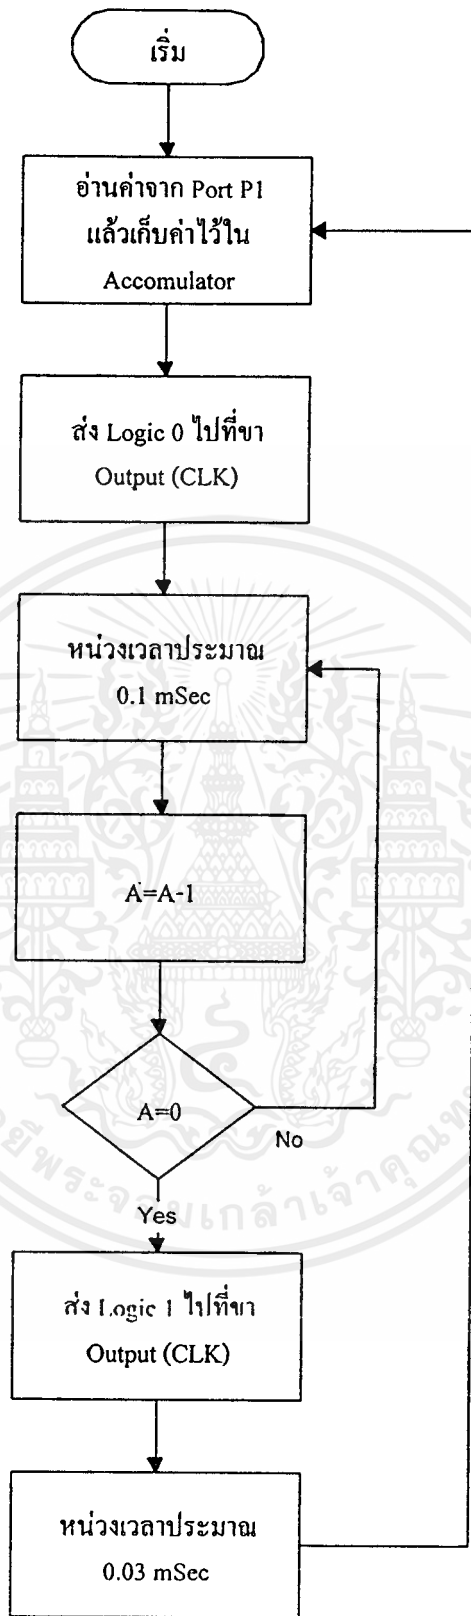 เริ่ม
อ่านค่าจาก Port P1
แล้วเก็บค่าไว้ใน
Accomulator
ส่ง Logic 0 ไปที่ขา
Output (CLK)
หน่วงเวลาประมาณ
0.1 mSec
A=A-1
A=0
No
Yes
ส่ง Logic 1 ไปที่ขา
Output (CLK)
หน่วงเวลาประมาณ
0.03 mSec